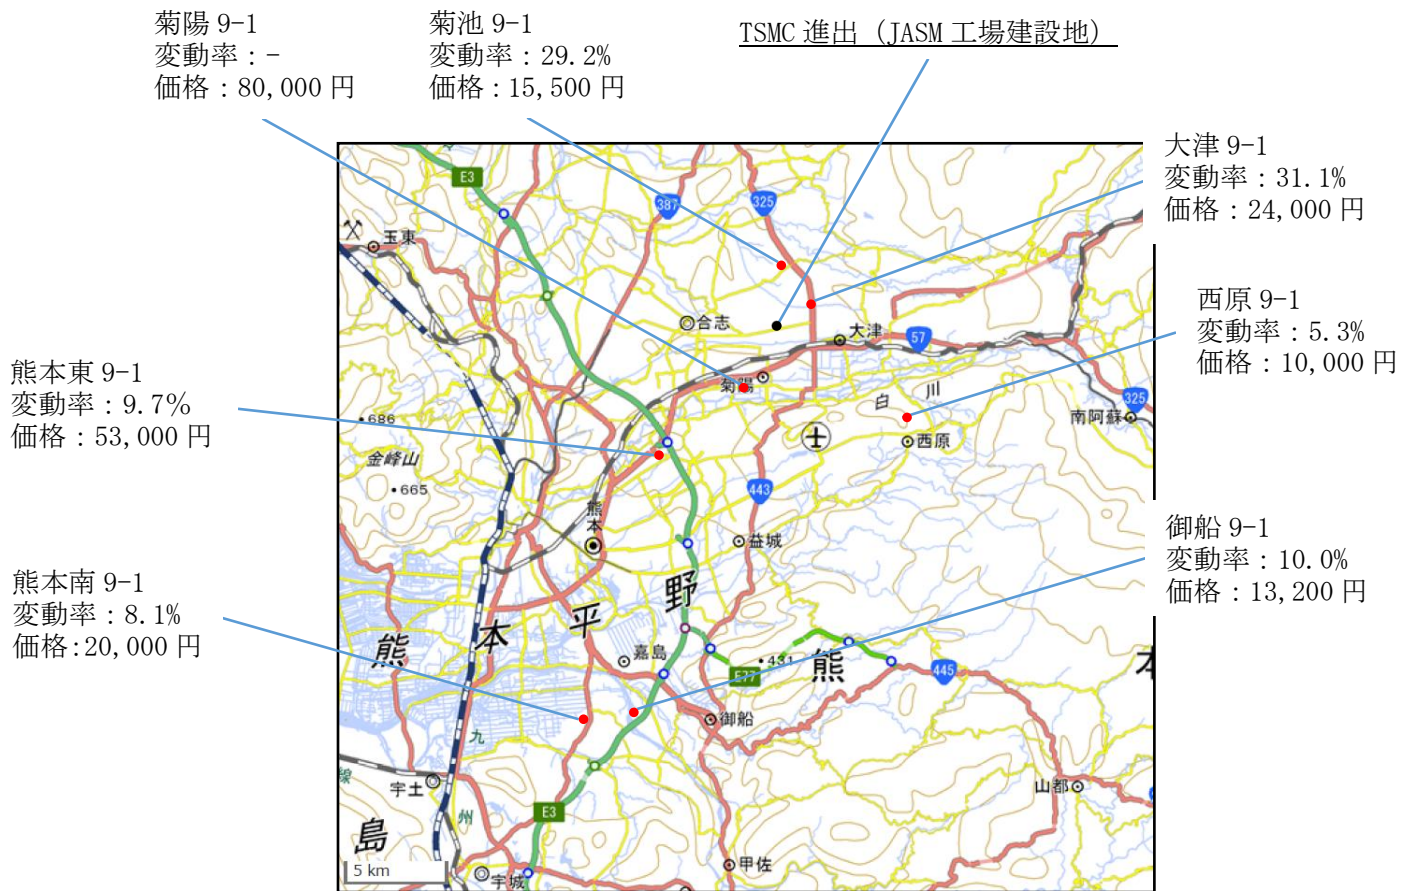 菊陽 9-1
変動率：-
価格：80,000 円
菊池 9-1
変動率：29.2%
価格：15,500 円
TSMC 進出（JASM 工場建設地）
大津 9-1
変動率：31.1%
価格：24,000 円
西原 9-1
変動率：5.3%
価格：10,000 円
熊本東 9-1
変動率：9.7%
価格：53,000 円
御船 9-1
変動率：10.0%
価格：13,200 円
熊本南 9-1
変動率：8.1%
価格:20,000 円
E3
387
325
玉東
合志
大津
57
菊陽
白川
325
南阿蘇
西原
686
金峰山
665
443
熊本
益城
熊本平野
嘉島
431
E77
熊
本
445
御船
九
州
線
宇土
山都
E3
島
甲佐
5 km
宇城